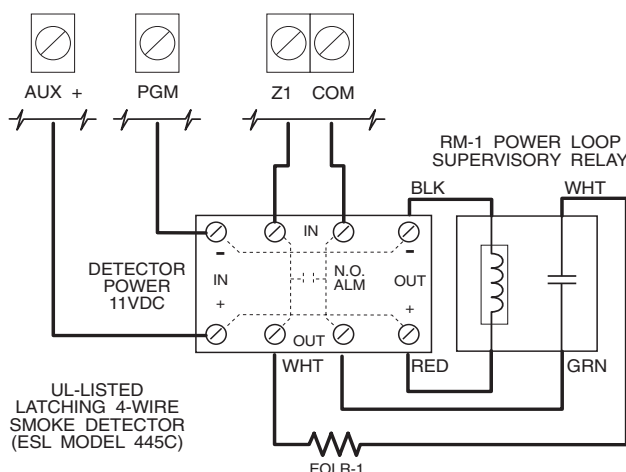 AUX +
PGM
Z1
COM
RM-1 POWER LOOP
SUPERVISORY RELAY
BLK
WHT
DETECTOR
POWER
11VDC
-
IN
+
IN
N.O.
ALM
OUT
-
OUT
+
WHT
RED
GRN
UL-LISTED
LATCHING 4-WIRE
SMOKE DETECTOR
(ESL MODEL 445C)
EOLR-1